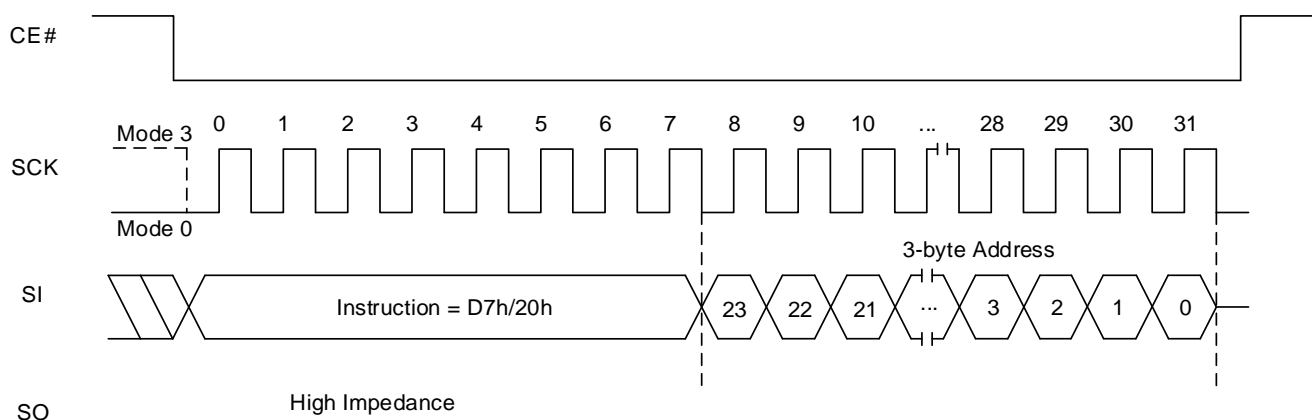 CE#
0 1 2 3 4 5 6 7 8 9 10 ... 28 29 30 31
Mode 3
SCK
Mode 0
3-byte Address
SI
Instruction = D7h/20h 23 22 21 ... 3 2 1 0
High Impedance
SO